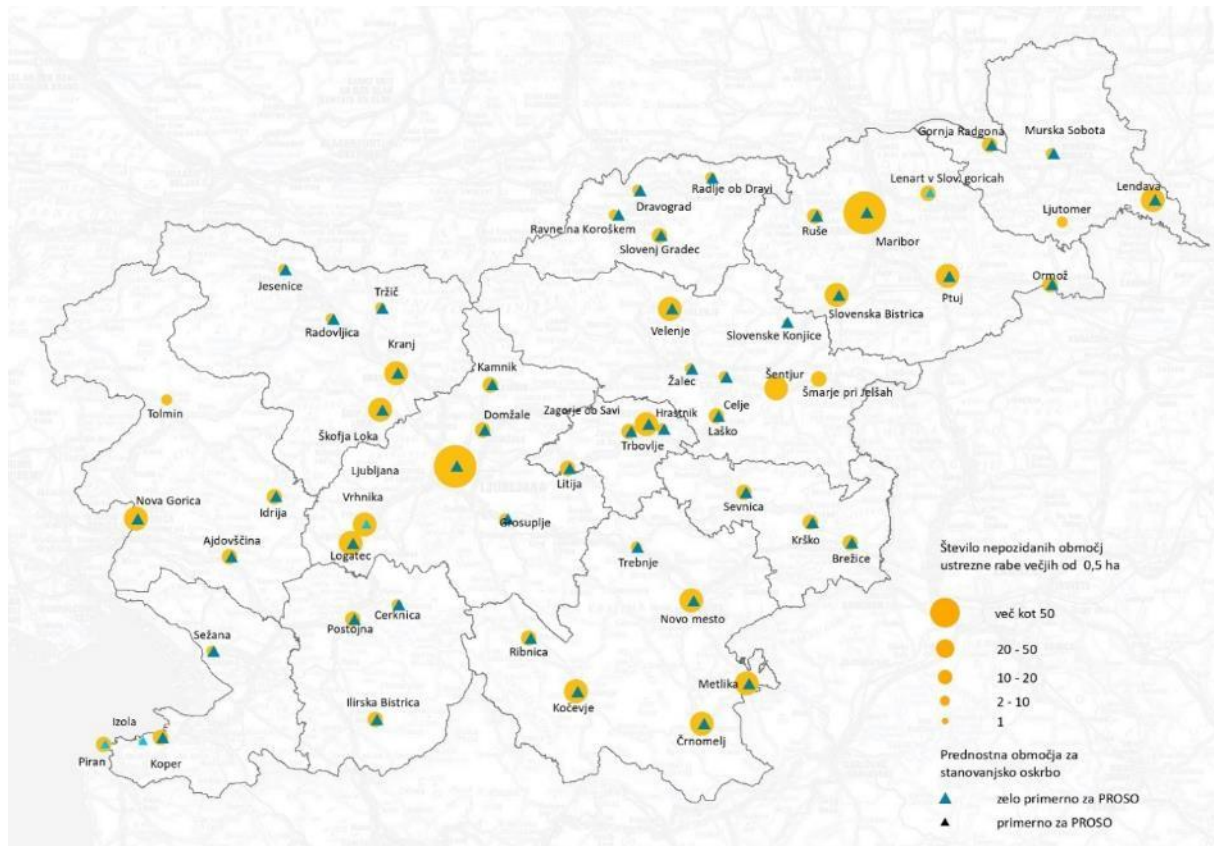 Gornja Radgona
Murska Sobota
Radlje ob Dravi
Lenart v Slov. goricah
Lendava
Dravograd
Ljutomer
Ravne na Koroškem
Ruše
Maribor
Slovenj Gradec
Jesenice
Ormož
Tržič
Ptuj
Radovljica
Velenje
Slovenska Bistrica
Slovenske Konjice
Kranj
Kamnik
Žalec
Šentjur
Šmarje pri Jelšah
Tolmin
Domžale
Zagorje ob Savi
Hrastnik
Celje
Škofja Loka
Trbovlje
Laško
Ljubljana
Litija
Vrhnika
Nova Gorica
Idrija
Sevnica
Grosuplje
Ajdovščina
Logatec
Krško
Brežice
Trebnje
Cerknica
Postojna
Novo mesto
Sežana
Ribnica
Metlika
Kočevje
Ilirska Bistrica
Izola
Črnomelj
Piran
Koper
Število nepozidanih območj
ustrezne rabe večjih od 0,5 ha
več kot 50
20 - 50
10 - 20
2 - 10
1
Prednostna območja za
stanovanjsko oskrbo
zelo primerno za PROSO
primerno za PROSO